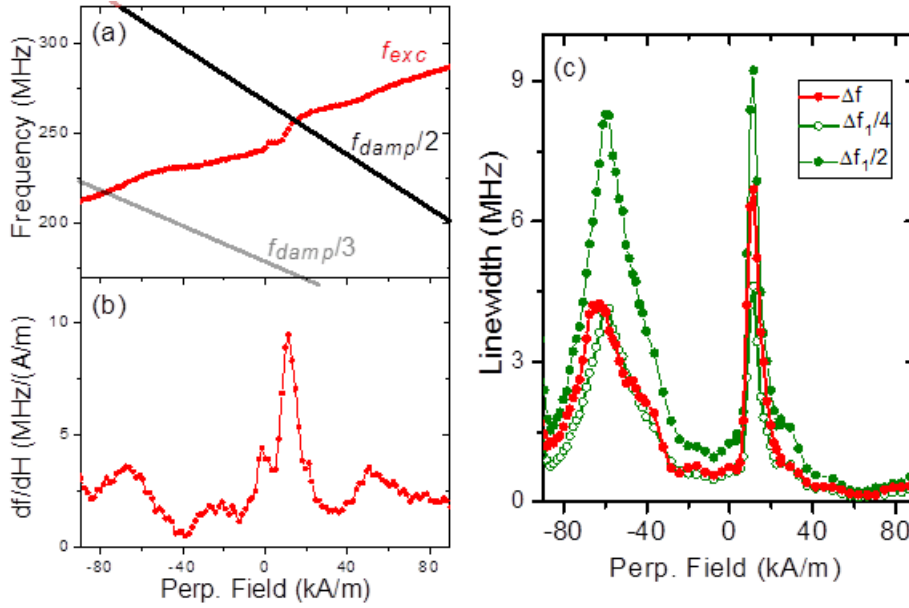 (a)
300
250
200
Frequency (MHz)
f_exc
f_damp/2
f_damp/3
(b)
10
5
0
df/dH (MHz/(A/m)
-80 -40 0 40 80
Perp. Field (kA/m)
(c)
9
6
3
0
Linewidth (MHz)
Δf
Δf₁/4
Δf₁/2
-80 -40 0 40 80
Perp. Field (kA/m)